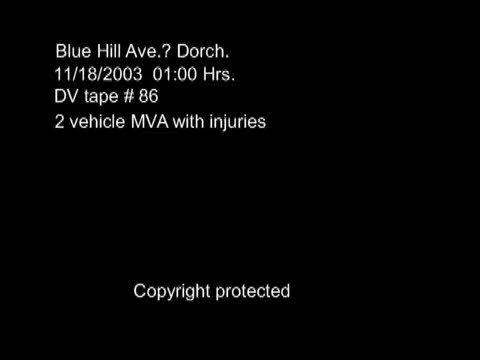 Blue Hill Ave.? Dorch.
11/18/2003  01:00 Hrs.
DV tape # 86
2 vehicle MVA with injuries
Copyright protected